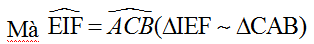 Mà \widehat{EIF} = \widehat{ACB}(ΔIEF ~ ΔCAB)